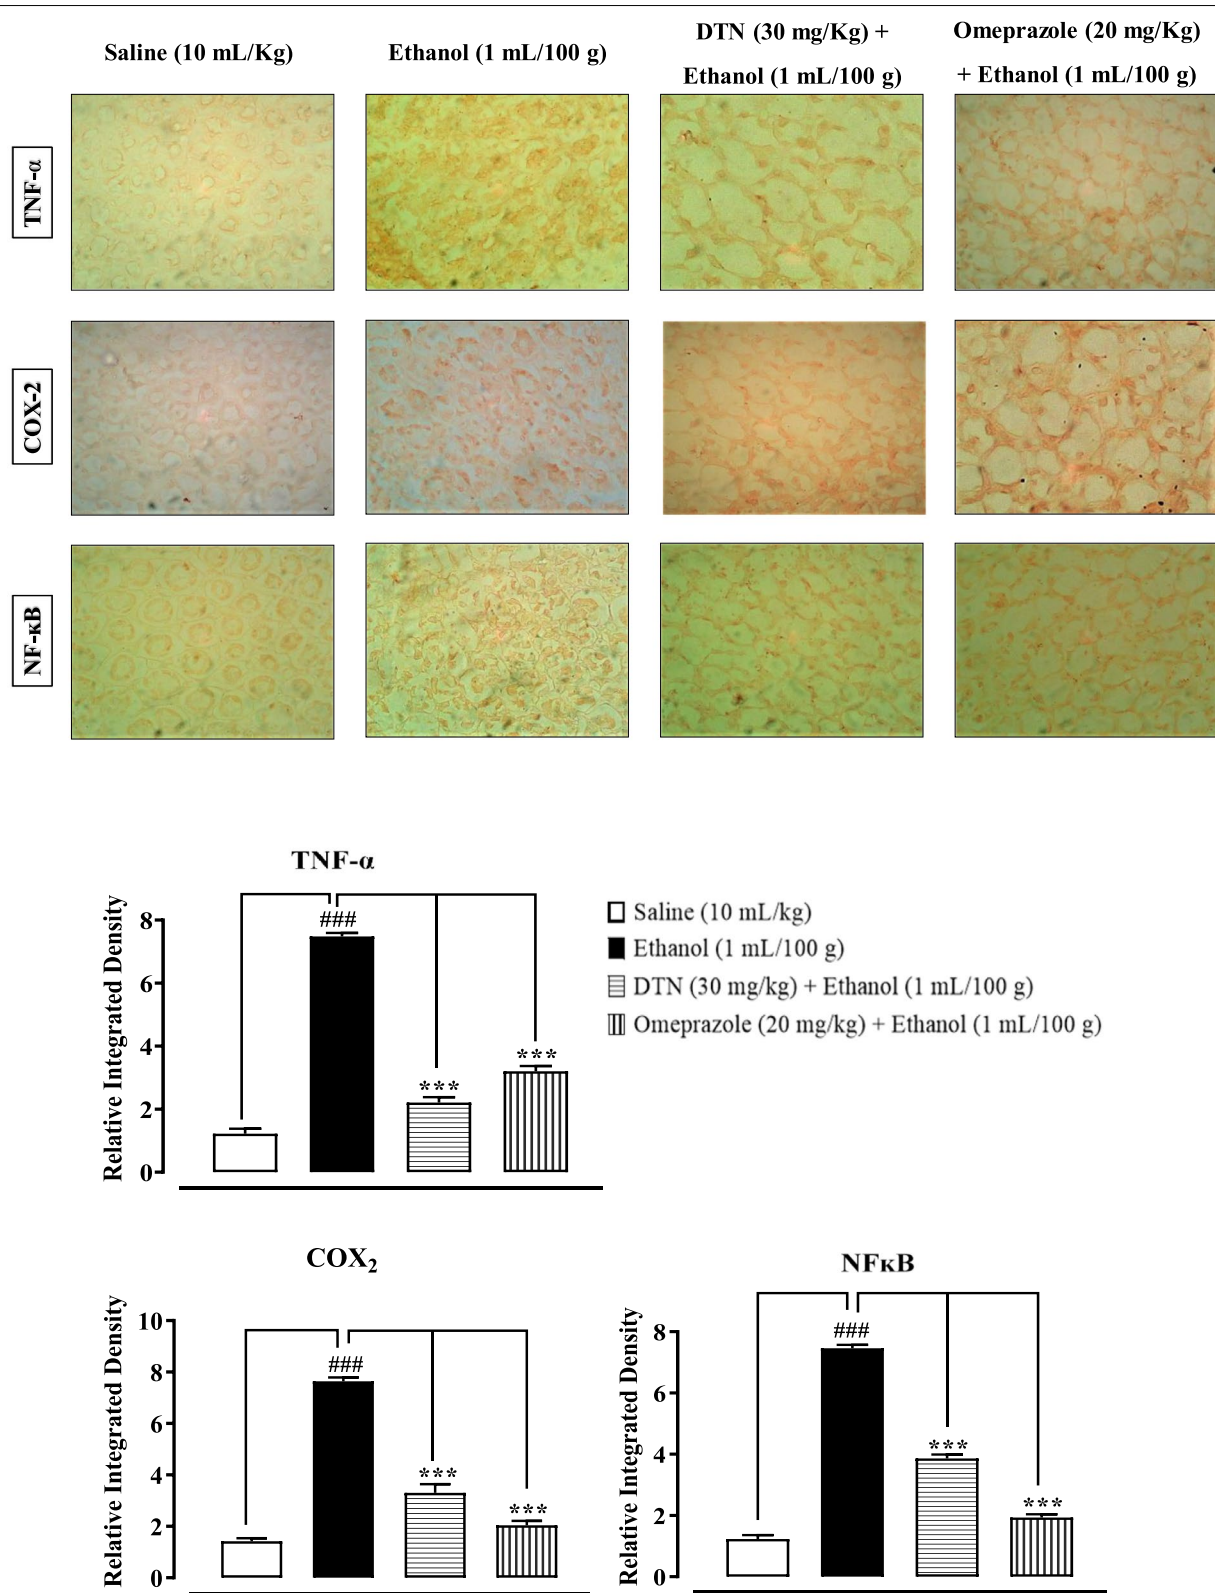 Saline (10 mL/Kg)
Ethanol (1 mL/100 g)
DTN (30 mg/Kg) +
Ethanol (1 mL/100 g)
Omeprazole (20 mg/Kg)
+ Ethanol (1 mL/100 g)
TNF-α
COX-2
NF-κB
TNF-α
Relative Integrated Density
8
6
4
2
0
###
***
***
Saline (10 mL/kg)
Ethanol (1 mL/100 g)
DTN (30 mg/kg) + Ethanol (1 mL/100 g)
Omeprazole (20 mg/kg) + Ethanol (1 mL/100 g)
COX₂
Relative Integrated Density
10
8
6
4
2
0
###
***
***
NFκB
Relative Integrated Density
8
6
4
2
0
###
***
***